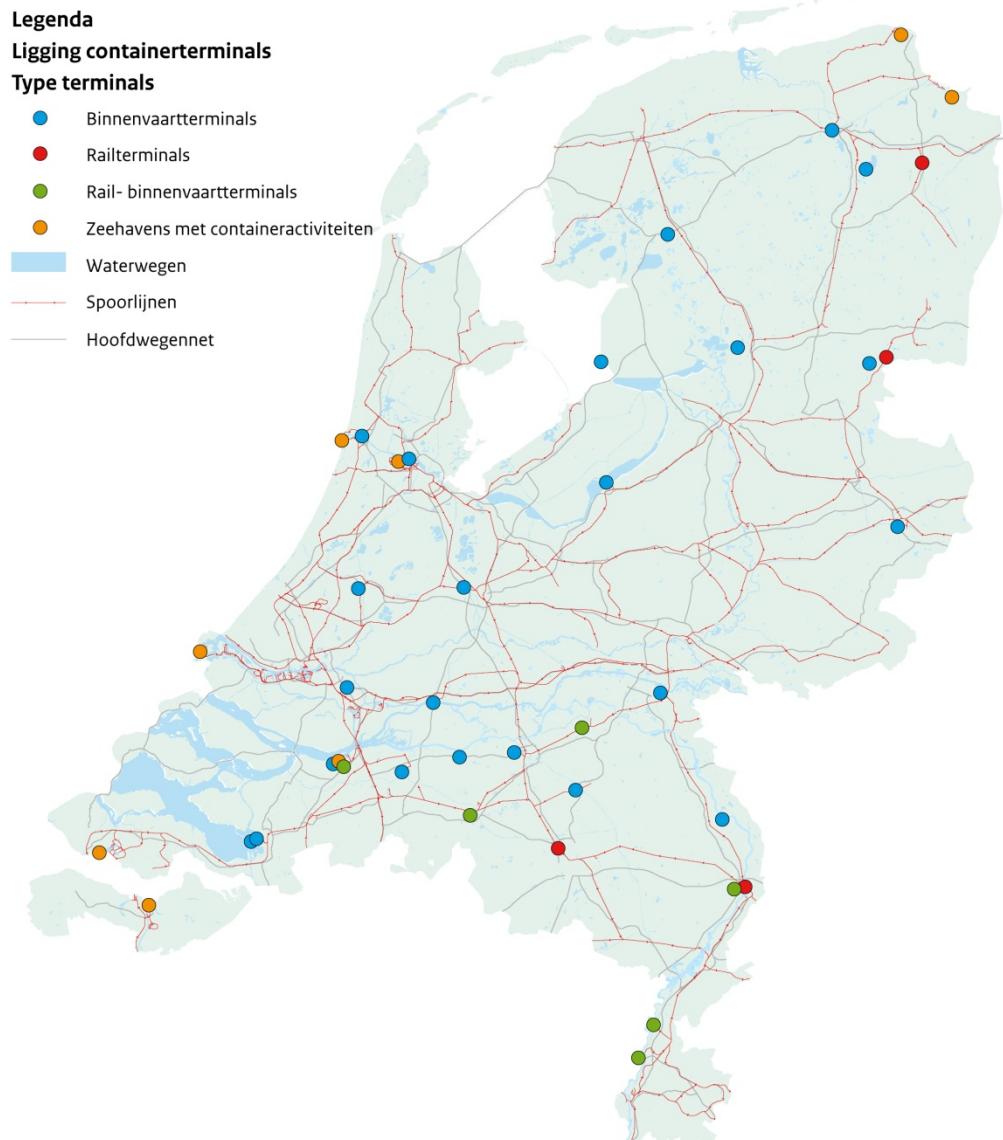 Legenda
Ligging containerterminals
Type terminals
Binnenvaartterminals
Railterminals
Rail- binnenvaartterminals
Zeehavens met containeractiviteiten
Waterwegen
Spoorlijnen
Hoofdwegennet